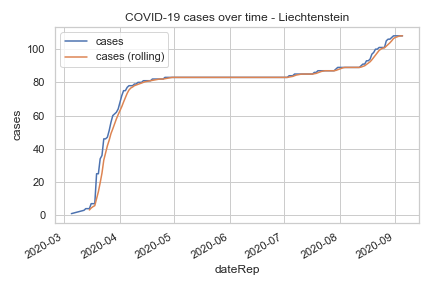 COVID-19 cases over time - Liechtenstein
cases
cases (rolling)
cases
100
80
60
40
20
0
2020-03
2020-04
2020-05
2020-06
2020-07
2020-08
2020-09
dateRep